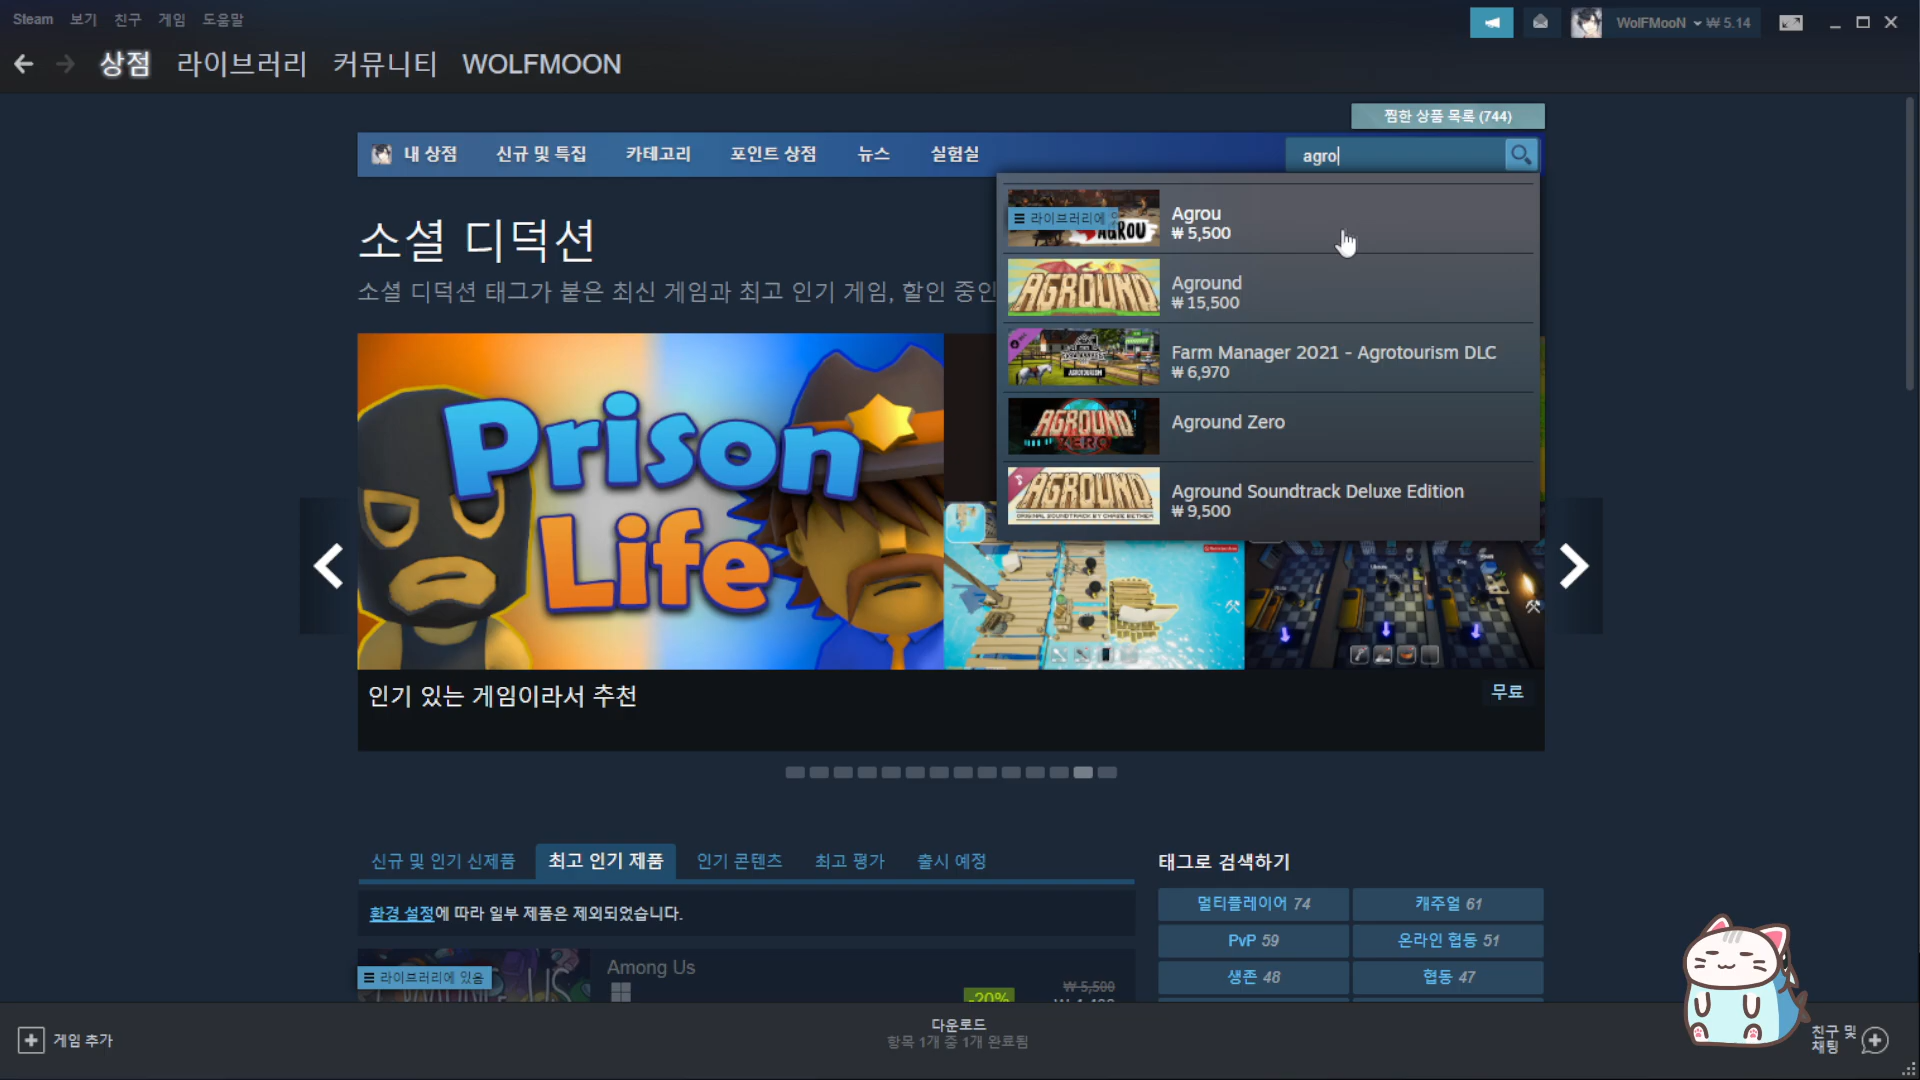 Steam 보기 친구 게임 도움말
WolFMooN ₩ 5.14
상점 라이브러리 커뮤니티 WOLFMOON
찜한 상품 목록 (744)
내 상점 신규 및 특집 카테고리 포인트 상점 뉴스 실험실
agro
소셜 디덕션
소셜 디덕션 태그가 붙은 최신 게임과 최고 인기 게임, 할인 중인
라이브러리에
AGROU
Agrou
₩ 5,500
AGROUND
Aground
₩ 15,500
AGROTOURISM
Farm Manager 2021 - Agrotourism DLC
₩ 6,970
AGROUND
ZERO
Aground Zero
AGROUND
ORIGINAL SOUNDTRACK BY CHASE BETHEA
Aground Soundtrack Deluxe Edition
₩ 9,500
Prison
Life
인기 있는 게임이라서 추천
무료
신규 및 인기 신제품 최고 인기 제품 인기 콘텐츠 최고 평가 출시 예정
환경 설정에 따라 일부 제품은 제외되었습니다.
라이브러리에 있음
Among Us
-20%
₩ 5,500
태그로 검색하기
멀티플레이어 74 캐주얼 61
PvP 59 온라인 협동 51
생존 48 협동 47
게임 추가
다운로드
항목 1개 중 1개 완료됨
친구 및
채팅